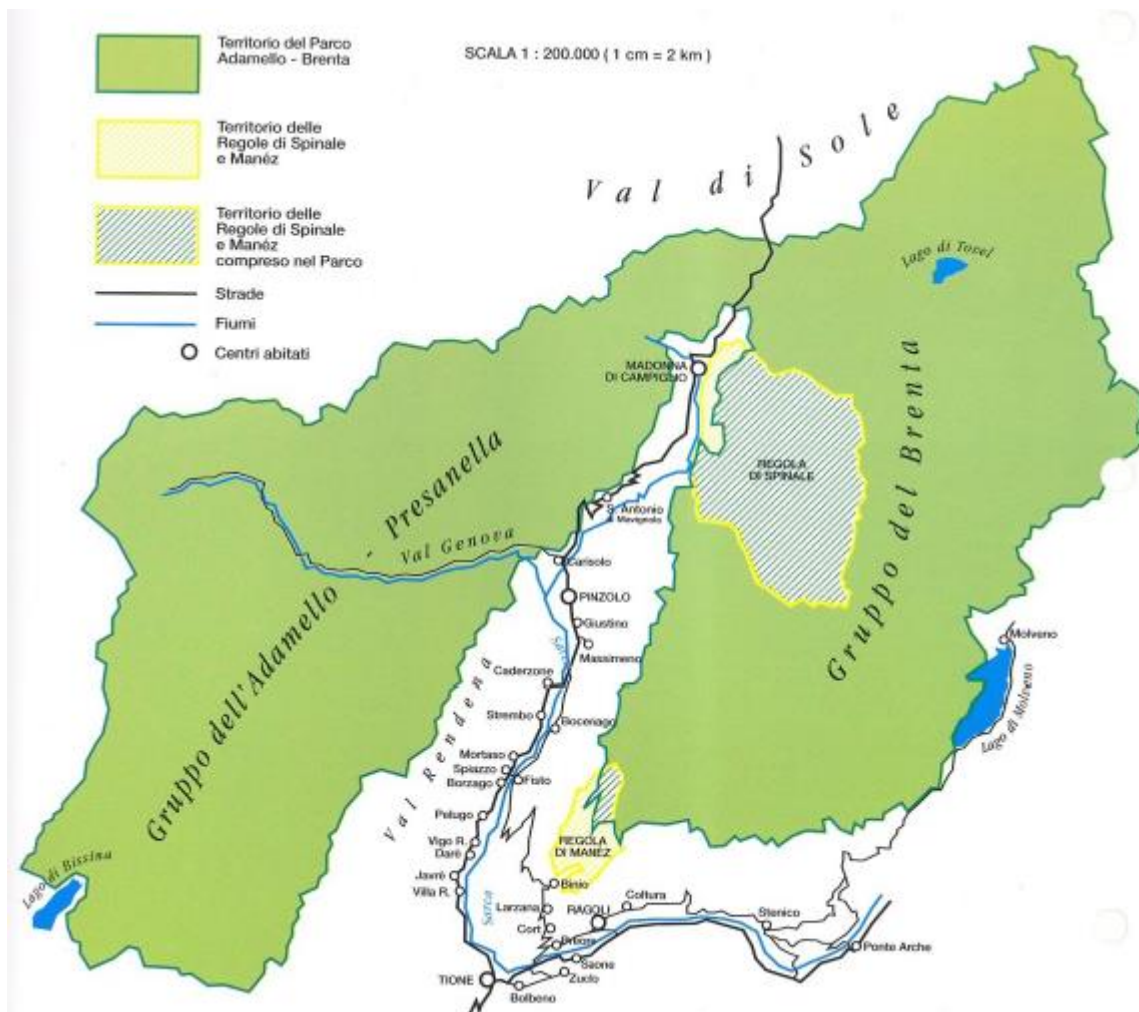 Territorio del Parco
Adamello - Brenta
SCALA 1 : 200.000 ( 1 cm = 2 km )
Territorio delle
Regole di Spinale
e Manéz
Territorio delle
Regole di Spinale
e Manéz
compreso nel Parco
Strade
Fiumi
Centri abitati
Val di Sole
Lago di Tovel
MADONNA
DI CAMPIGLIO
REGOLA
DI SPINALE
Gruppo del Brenta
Gruppo dell'Adamello - Presanella
Val Genova
S. Antonio
di Mavignola
Carisolo
PINZOLO
Giustino
Massimeno
Sarca
Caderzone
Strembo
Bocenago
Val Rendena
Mortaso
Spiazzo
Borzago
Fisto
Pelugo
Vigo R.
Darè
Javrè
Villa R.
Molveno
Lago di Molveno
REGOLA
DI MANÉZ
Lago di Bissina
Binio
Larzana
RAGOLI
Coltura
Cort
Stenico
Sarca
Preore
Ponte Arche
Saone
Zuclo
TIONE
Bolbeno